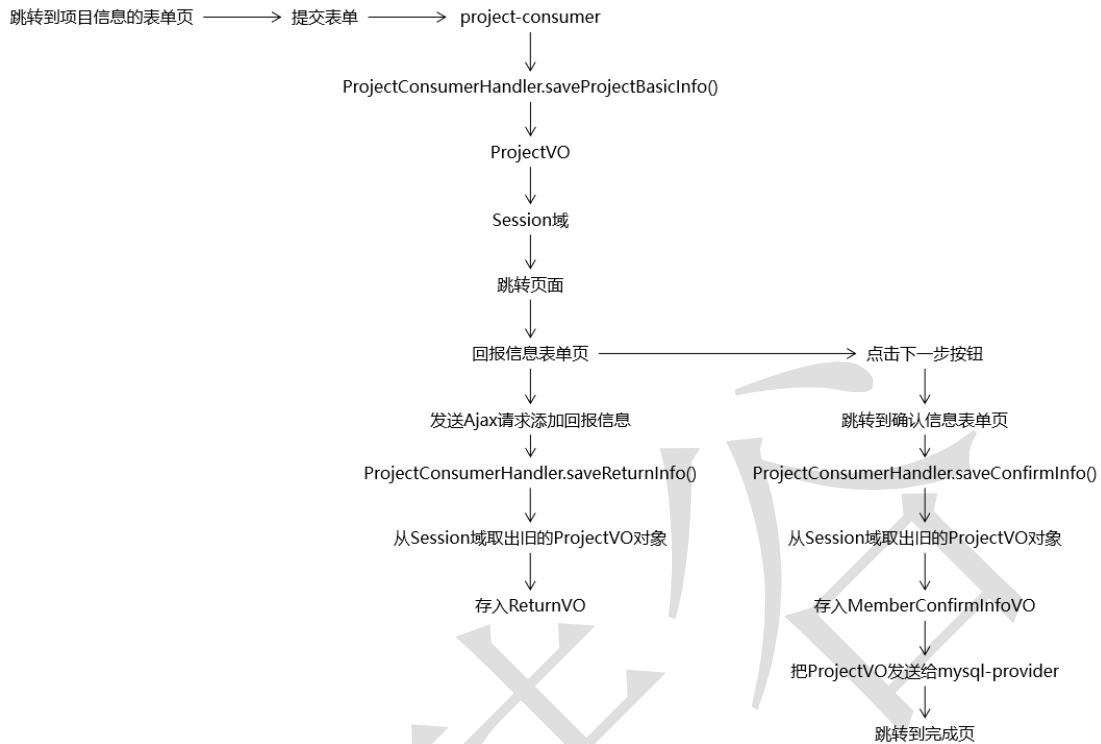 跳转到项目信息的表单页
提交表单
project-consumer
ProjectConsumerHandler.saveProjectBasicInfo()
ProjectVO
Session域
跳转页面
回报信息表单页
点击下一步按钮
发送Ajax请求添加回报信息
跳转到确认信息表单页
ProjectConsumerHandler.saveReturnInfo()
ProjectConsumerHandler.saveConfirmInfo()
从Session域取出旧的ProjectVO对象
从Session域取出旧的ProjectVO对象
存入ReturnVO
存入MemberConfirmInfoVO
把ProjectVO发送给mysql-provider
跳转到完成页